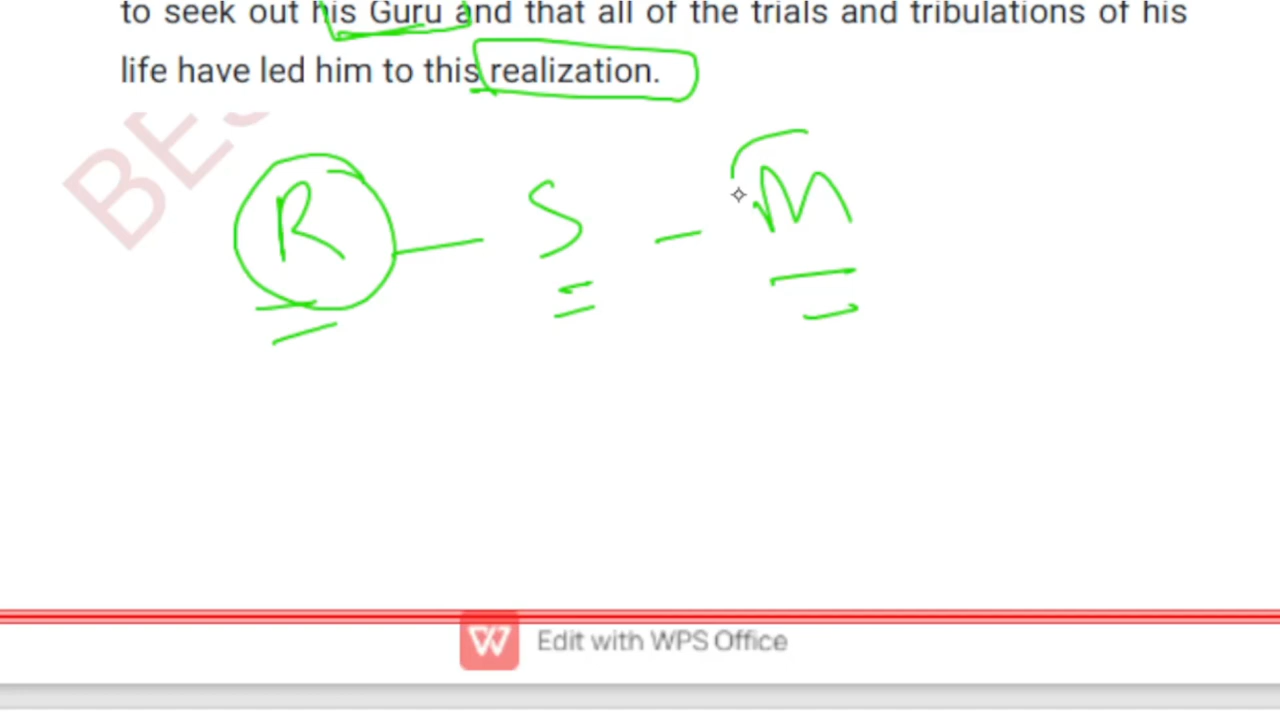 to seek out his Guru and that all of the trials and tribulations of his
life have led him to this realization.
BES
R - S - M
Edit with WPS Office